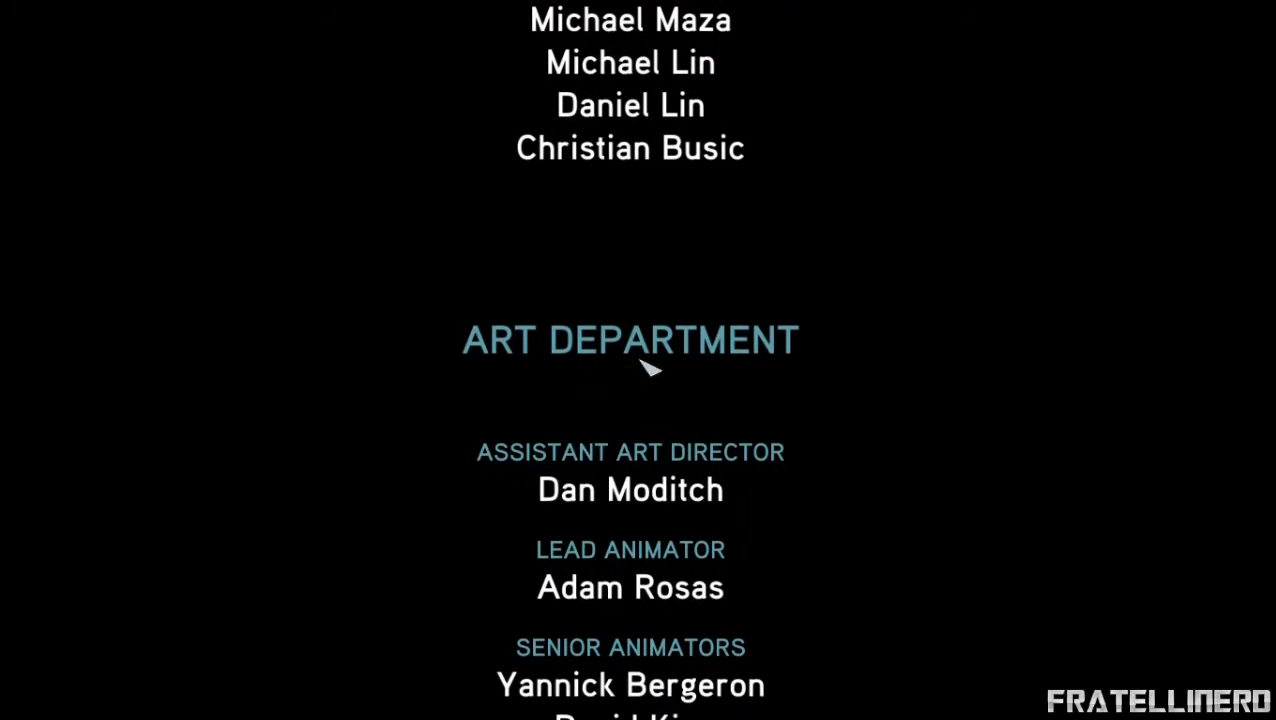 Michael Maza
Michael Lin
Daniel Lin
Christian Busic
ART DEPARTMENT
ASSISTANT ART DIRECTOR
Dan Moditch
LEAD ANIMATOR
Adam Rosas
SENIOR ANIMATORS
Yannick Bergeron
FRATELLINERD